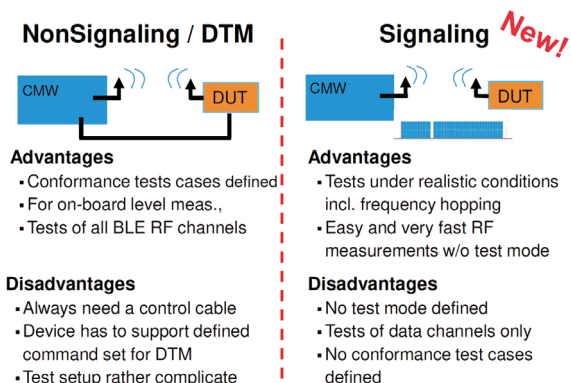 NonSignaling / DTM
CMW
DUT
Advantages
▪ Conformance tests cases defined
▪ For on-board level meas.,
▪ Tests of all BLE RF channels
Disadvantages
▪ Always need a control cable
▪ Device has to support defined
command set for DTM
▪ Test setup rather complicate
Signaling
New!
CMW
DUT
Advantages
▪ Tests under realistic conditions
incl. frequency hopping
▪ Easy and very fast RF
measurements w/o test mode
Disadvantages
▪ No test mode defined
▪ Tests of data channels only
▪ No conformance test cases
defined